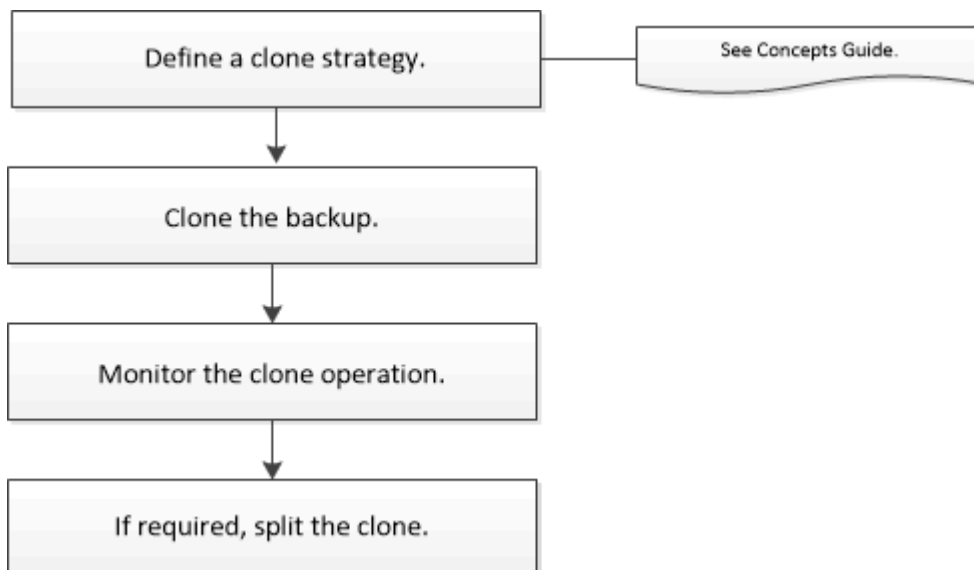 Define a clone strategy.
See Concepts Guide.
Clone the backup.
Monitor the clone operation.
If required, split the clone.